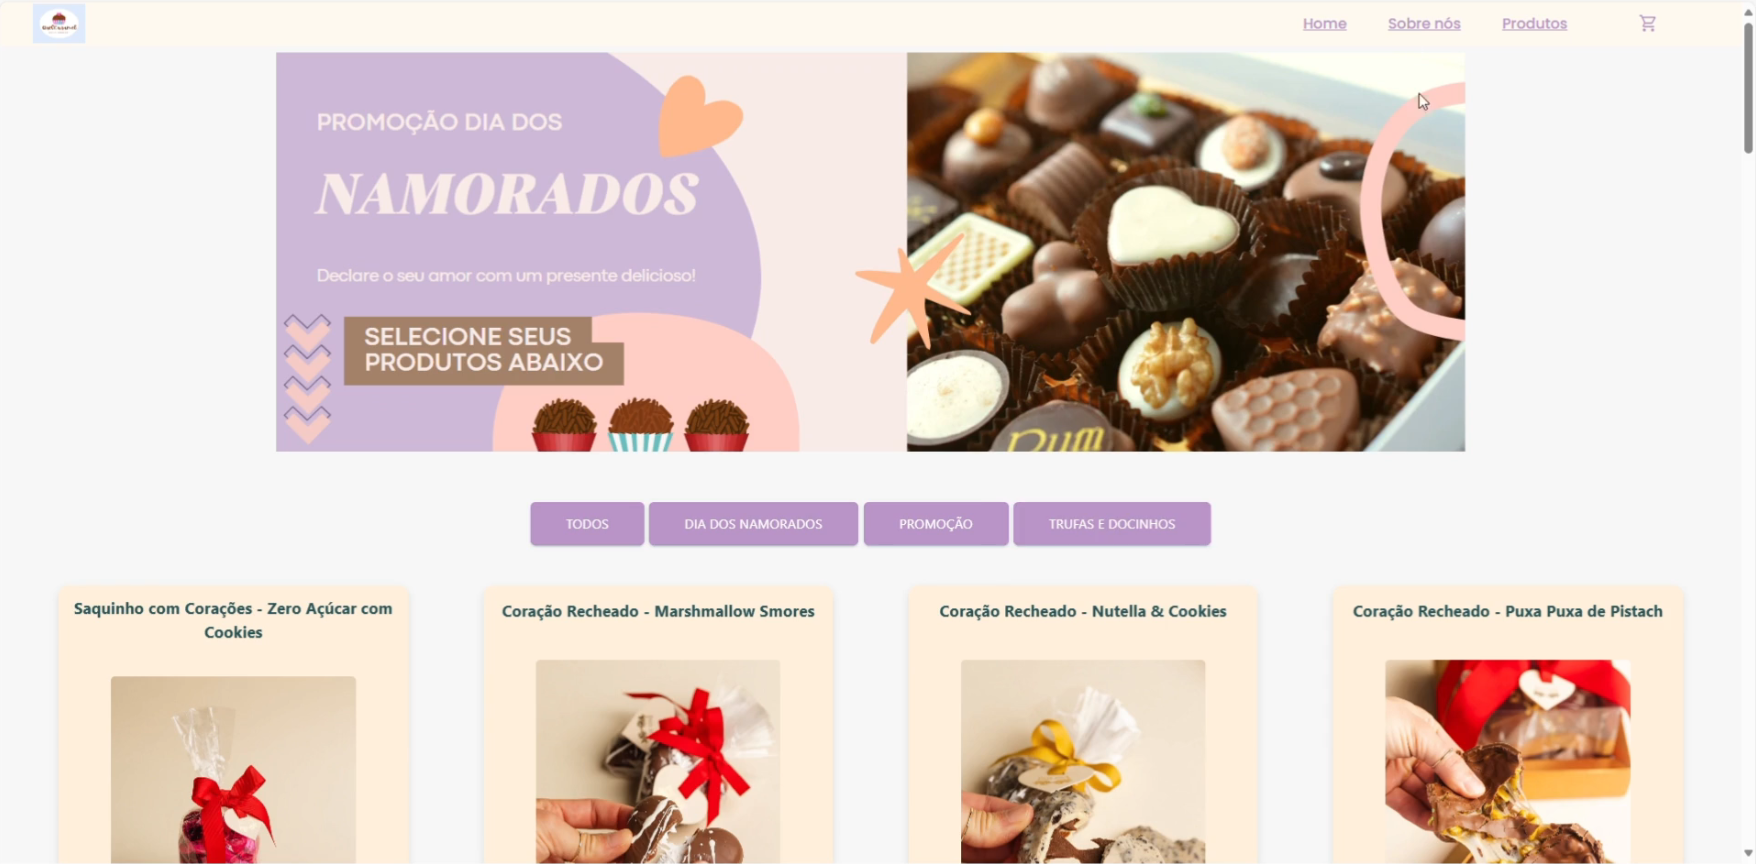 Home Sobre nós Produtos
PROMOÇÃO DIA DOS
NAMORADOS
Declare o seu amor com um presente delicioso!
SELECIONE SEUS
PRODUTOS ABAIXO
Rum
TODOS DIA DOS NAMORADOS PROMOÇÃO TRUFAS E DOCINHOS
Saquinho com Corações - Zero Açúcar com
Cookies
Coração Recheado - Marshmallow Smores
Coração Recheado - Nutella & Cookies
Coração Recheado - Puxa Puxa de Pistach